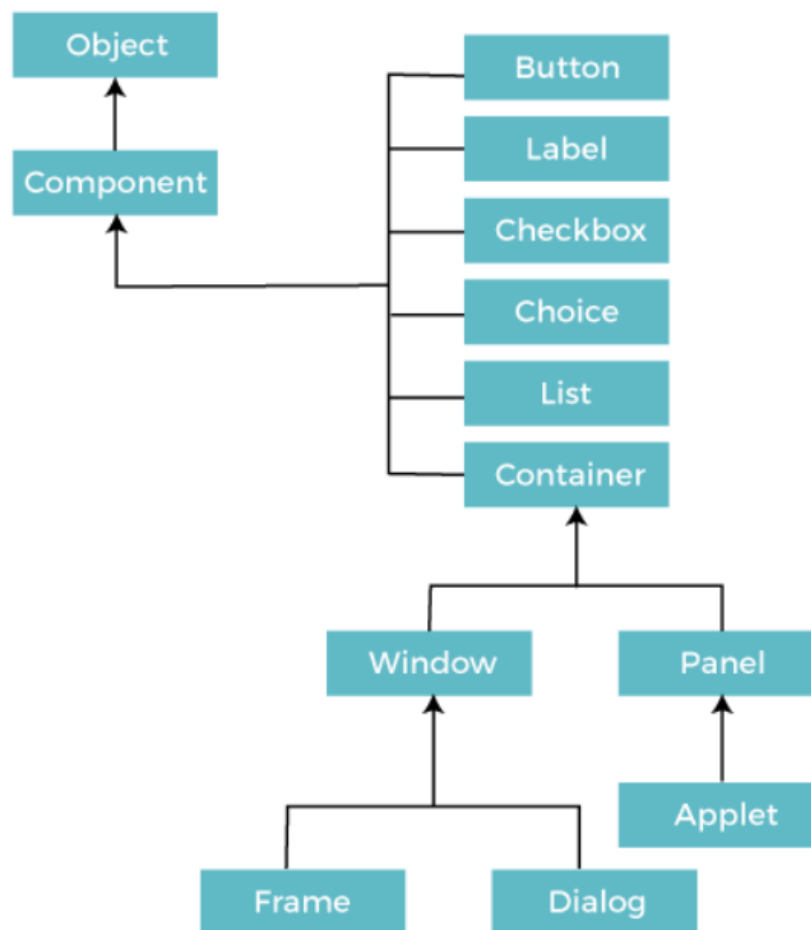 Object
Component
Button
Label
Checkbox
Choice
List
Container
Window
Panel
Applet
Frame
Dialog